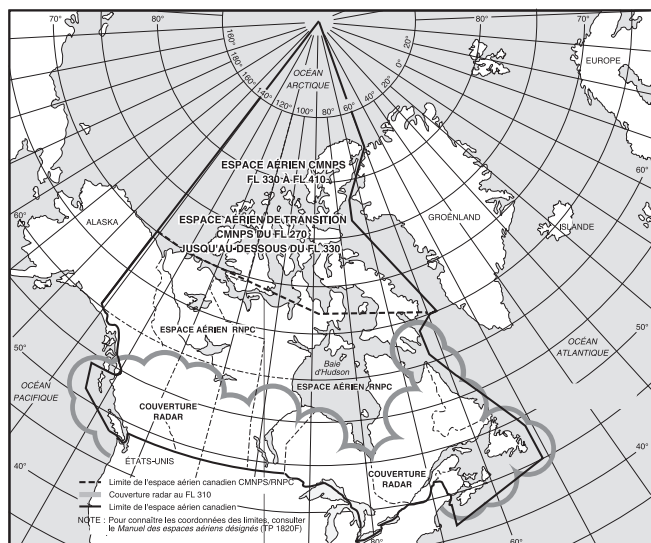 70°
80°
80°
70°
160°
180°
180°
160°
140°
120°
100°
80°
60°
40°
20°
0°
20°
OCÉAN
ARCTIQUE
EUROPE
60°
60°
ESPACE AÉRIEN CMNPS
FL 330 À FL 410
ALASKA
ESPACE AÉRIEN DE TRANSITION
CMNPS DU FL 270
JUSQU'AU-DESSOUS DU FL 330
GROËNLAND
ISLANDE
50°
50°
ESPACE AÉRIEN RNPC
Baie
d'Hudson
ESPACE AÉRIEN RNPC
OCÉAN
ATLANTIQUE
OCÉAN
PACIFIQUE
COUVERTURE
RADAR
40°
40°
ÉTATS-UNIS
COUVERTURE
RADAR
Limite de l'espace aérien canadien CMNPS/RNPC
Couverture radar au FL 310
Limite de l'espace aérien canadien
NOTE : Pour connaître les coordonnées des limites, consulter
le Manuel des espaces aériens désignés (TP 1820F)
80°
60°